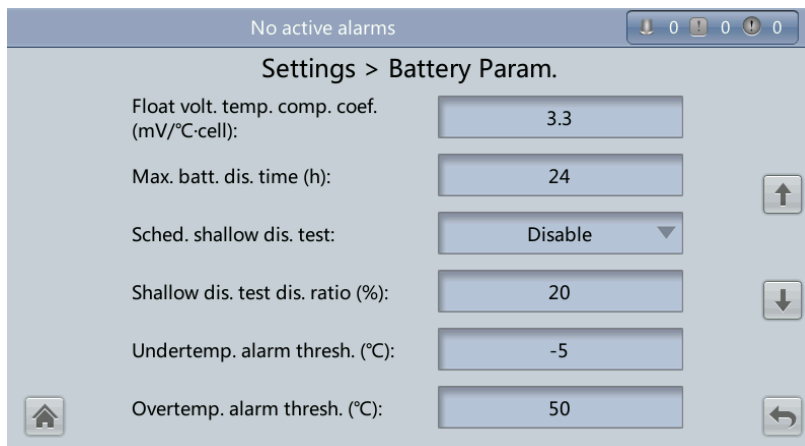 No active alarms
0 0 0
Settings > Battery Param.
Float volt. temp. comp. coef.
(mV/℃·cell):
3.3
Max. batt. dis. time (h):
24
Sched. shallow dis. test:
Disable
Shallow dis. test dis. ratio (%):
20
Undertemp. alarm thresh. (℃):
-5
Overtemp. alarm thresh. (℃):
50